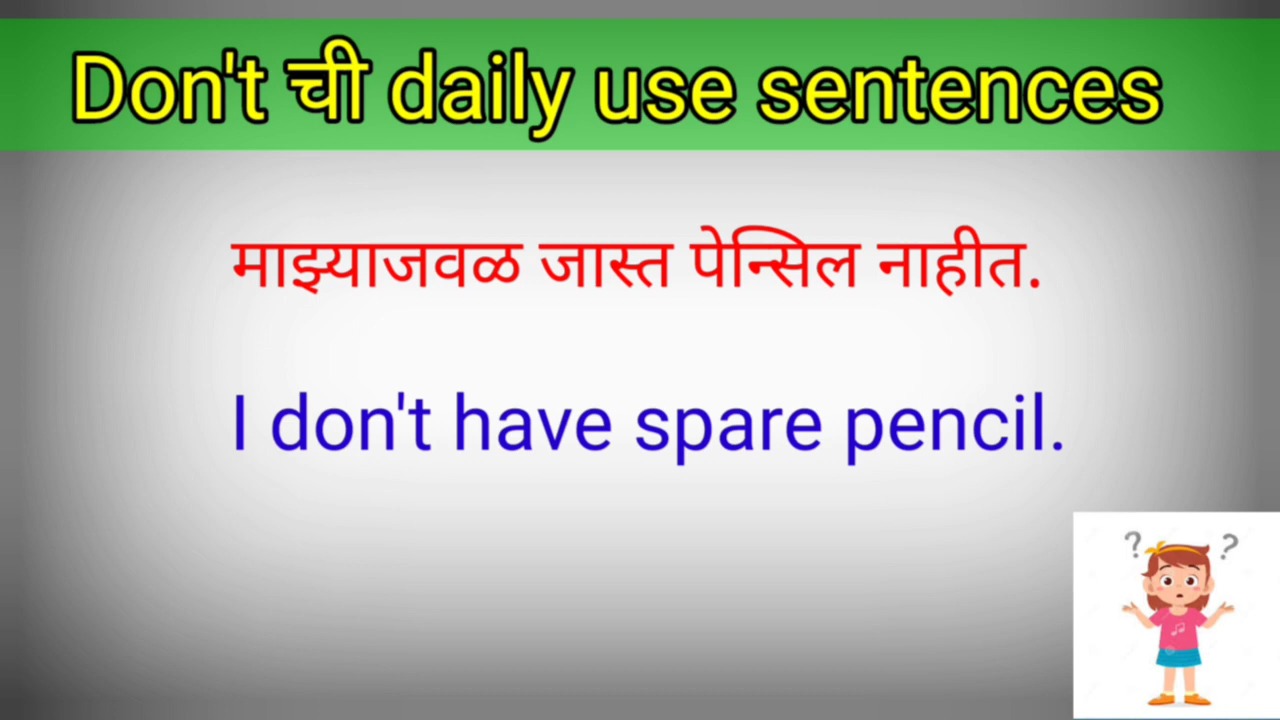 Don't ची daily use sentences
माझ्याजवळ जास्त पेन्सिल नाहीत.
I don't have spare pencil.
? ?